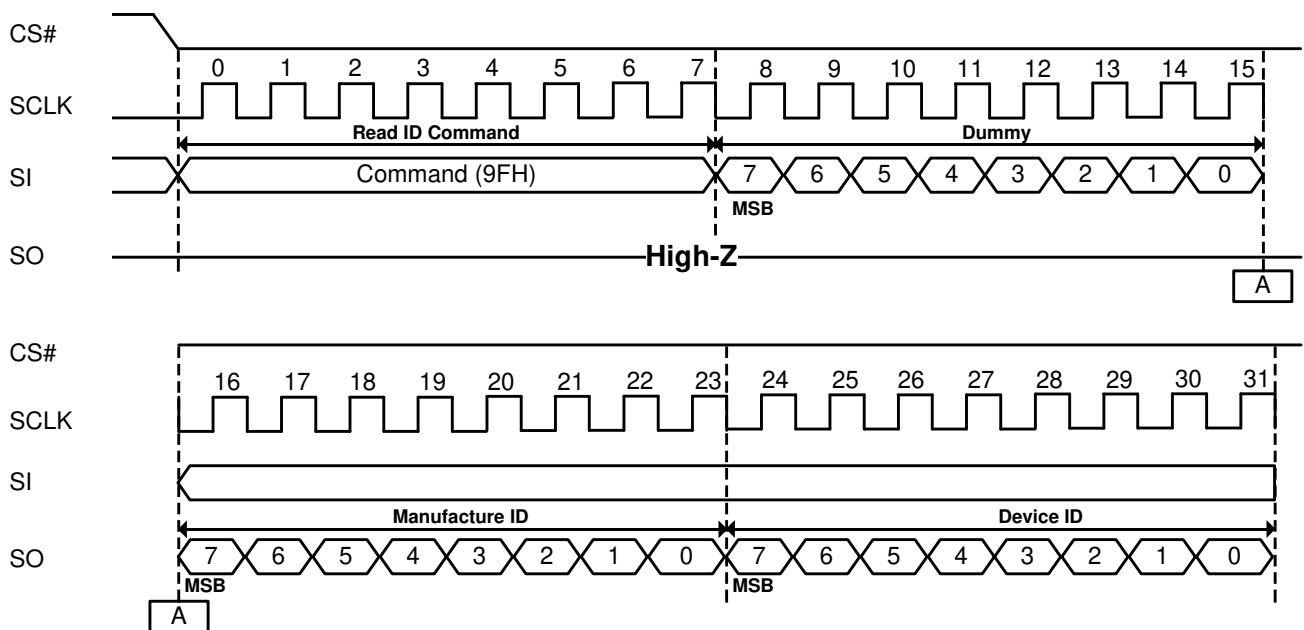 CS#
0 1 2 3 4 5 6 7 8 9 10 11 12 13 14 15
SCLK
Read ID Command Dummy
SI Command (9FH) 7 6 5 4 3 2 1 0
MSB
SO High-Z
A
CS#
16 17 18 19 20 21 22 23 24 25 26 27 28 29 30 31
SCLK
SI
Manufacture ID Device ID
SO 7 6 5 4 3 2 1 0 7 6 5 4 3 2 1 0
MSB MSB
A